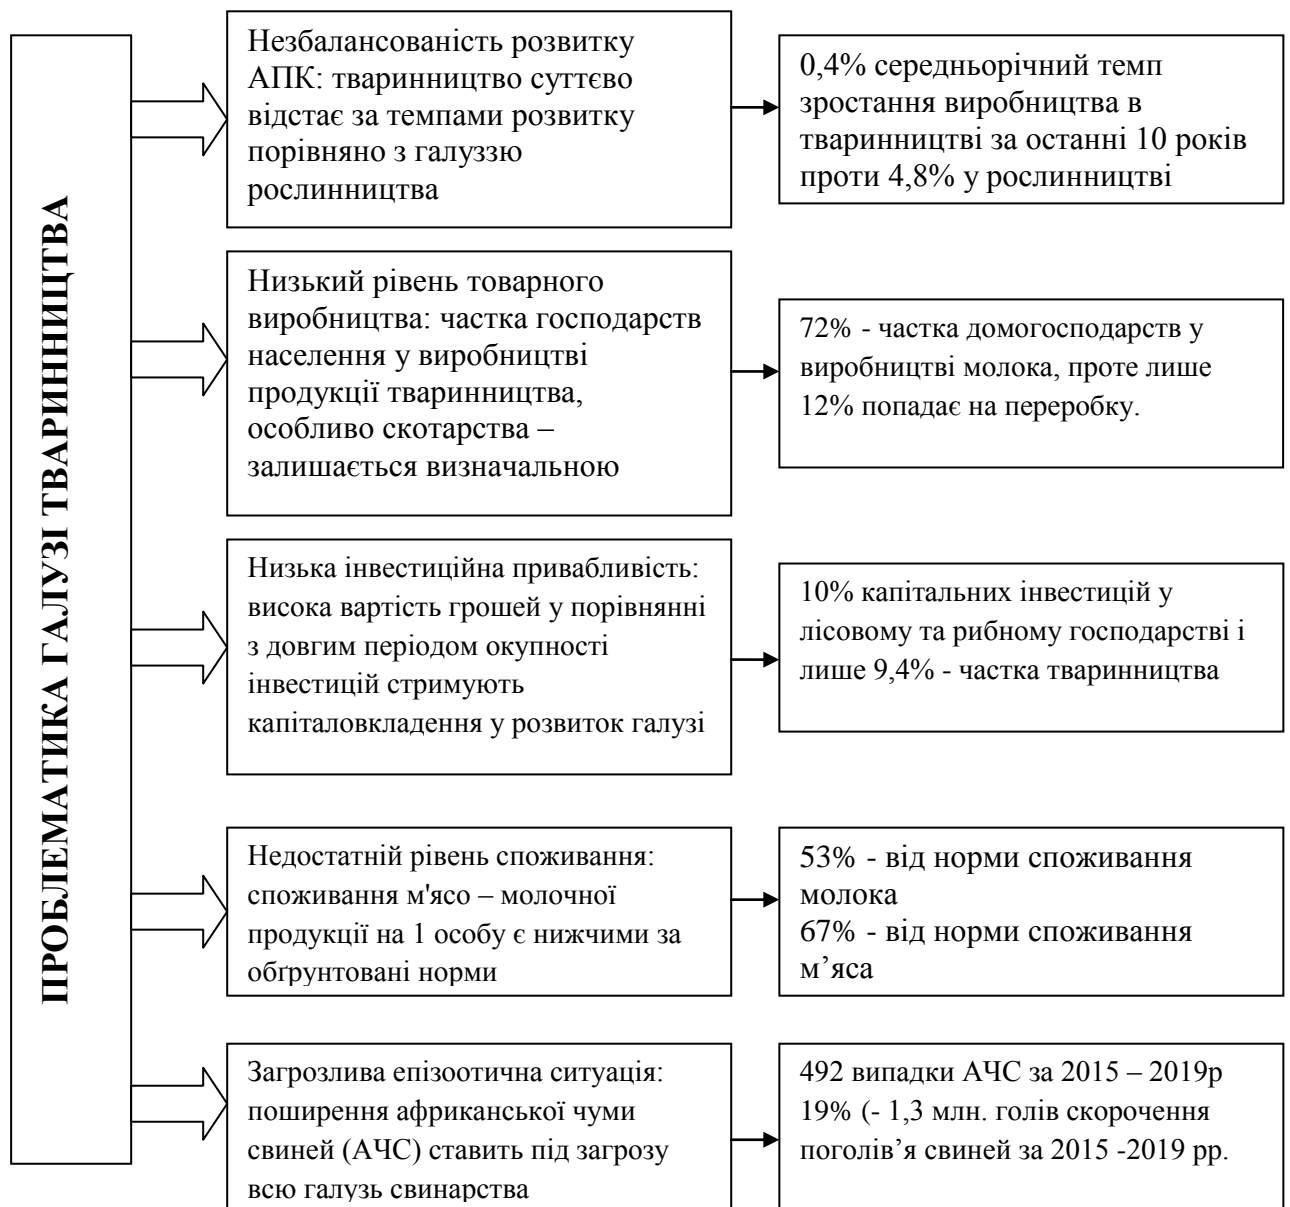 ПРОБЛЕМАТИКА ГАЛУЗІ ТВАРИННИЦТВА
Незбалансованість розвитку
АПК: тваринництво суттєво
відстає за темпами розвитку
порівняно з галуззю
рослинництва
0,4% середньорічний темп
зростання виробництва в
тваринництві за останні 10 років
проти 4,8% у рослинництві
Низький рівень товарного
виробництва: частка господарств
населення у виробництві
продукції тваринництва,
особливо скотарства –
залишається визначальною
72% - частка домогосподарств у
виробництві молока, проте лише
12% попадає на переробку.
Низька інвестиційна привабливість:
висока вартість грошей у порівнянні
з довгим періодом окупності
інвестицій стримують
капіталовкладення у розвиток галузі
10% капітальних інвестицій у
лісовому та рибному господарстві і
лише 9,4% - частка тваринництва
Недостатній рівень споживання:
споживання м'ясо – молочної
продукції на 1 особу є нижчими за
обґрунтовані норми
53% - від норми споживання
молока
67% - від норми споживання
м’яса
Загрозлива епізоотична ситуація:
поширення африканської чуми
свиней (АЧС) ставить під загрозу
всю галузь свинарства
492 випадки АЧС за 2015 – 2019р
19% (- 1,3 млн. голів скорочення
поголів’я свиней за 2015 -2019 рр.